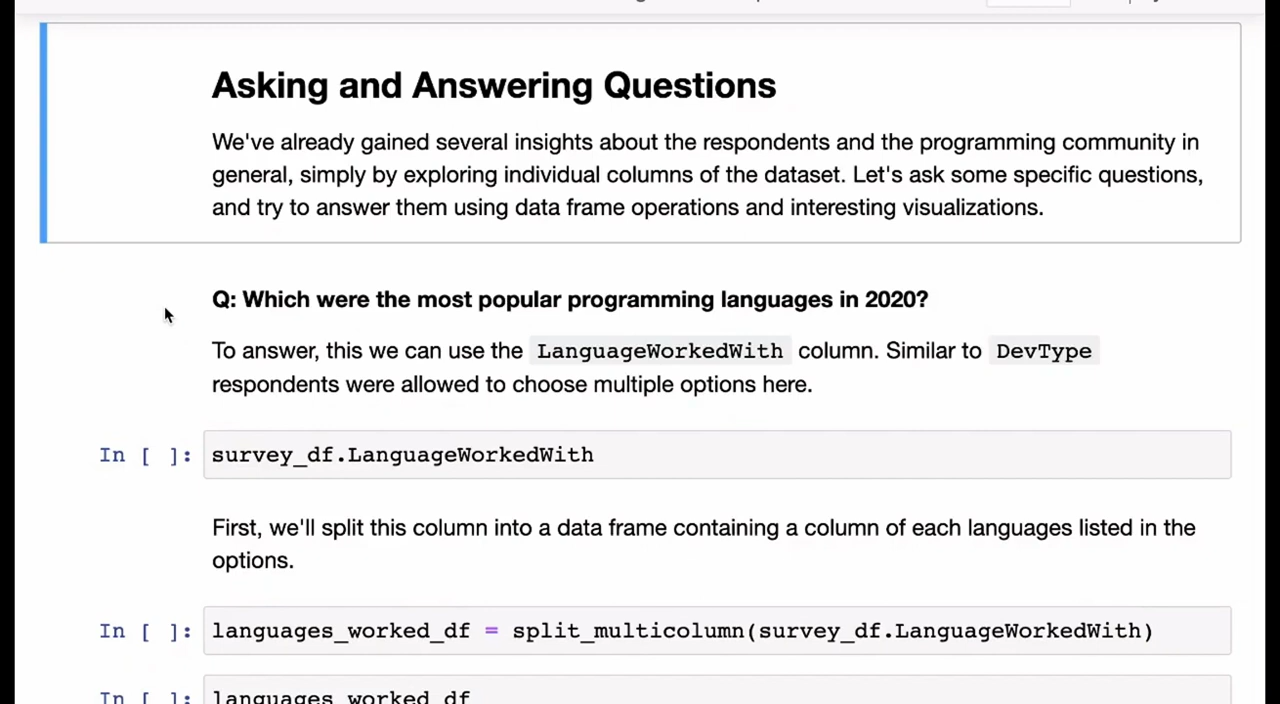 Asking and Answering Questions
We've already gained several insights about the respondents and the programming community in
general, simply by exploring individual columns of the dataset. Let's ask some specific questions,
and try to answer them using data frame operations and interesting visualizations.
Q: Which were the most popular programming languages in 2020?
To answer, this we can use the LanguageWorkedWith column. Similar to DevType
respondents were allowed to choose multiple options here.
In [ ]: survey_df.LanguageWorkedWith
First, we'll split this column into a data frame containing a column of each languages listed in the
options.
In [ ]: languages_worked_df = split_multicolumn(survey_df.LanguageWorkedWith)
In [ ]: languages_worked_df